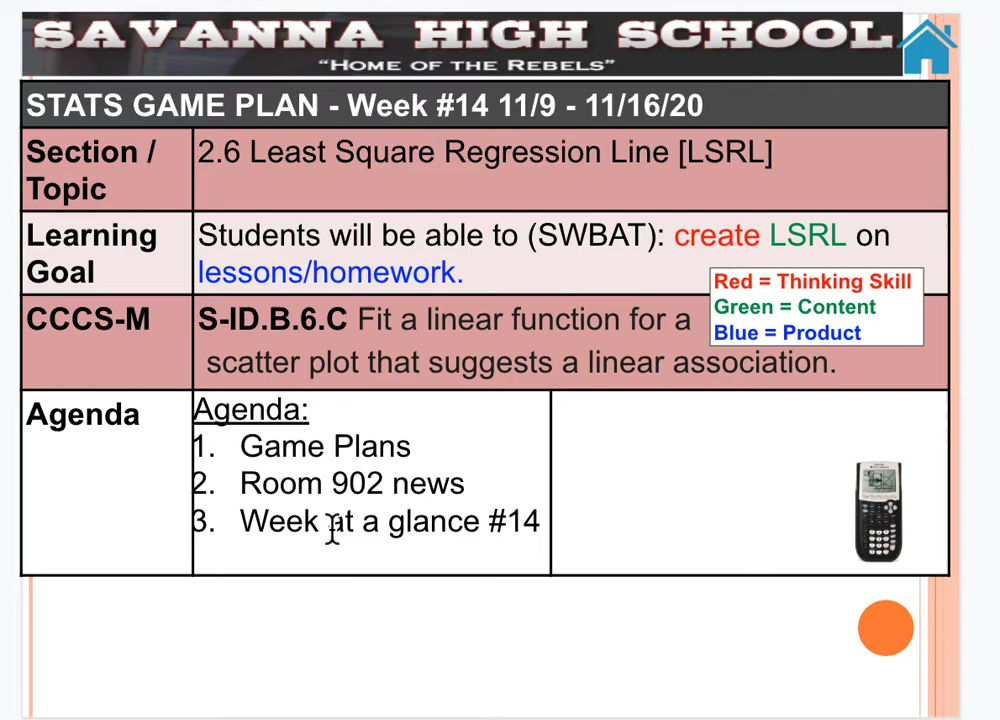 SAVANNA HIGH SCHOOL
"HOME OF THE REBELS"
STATS GAME PLAN - Week #14 11/9 - 11/16/20
Section / Topic
2.6 Least Square Regression Line [LSRL]
Learning Goal
Students will be able to (SWBAT): create LSRL on
lessons/homework.
Red = Thinking Skill
Green = Content
Blue = Product
CCCS-M
S-ID.B.6.C Fit a linear function for a
scatter plot that suggests a linear association.
Agenda
Agenda:
1. Game Plans
2. Room 902 news
3. Week at a glance #14